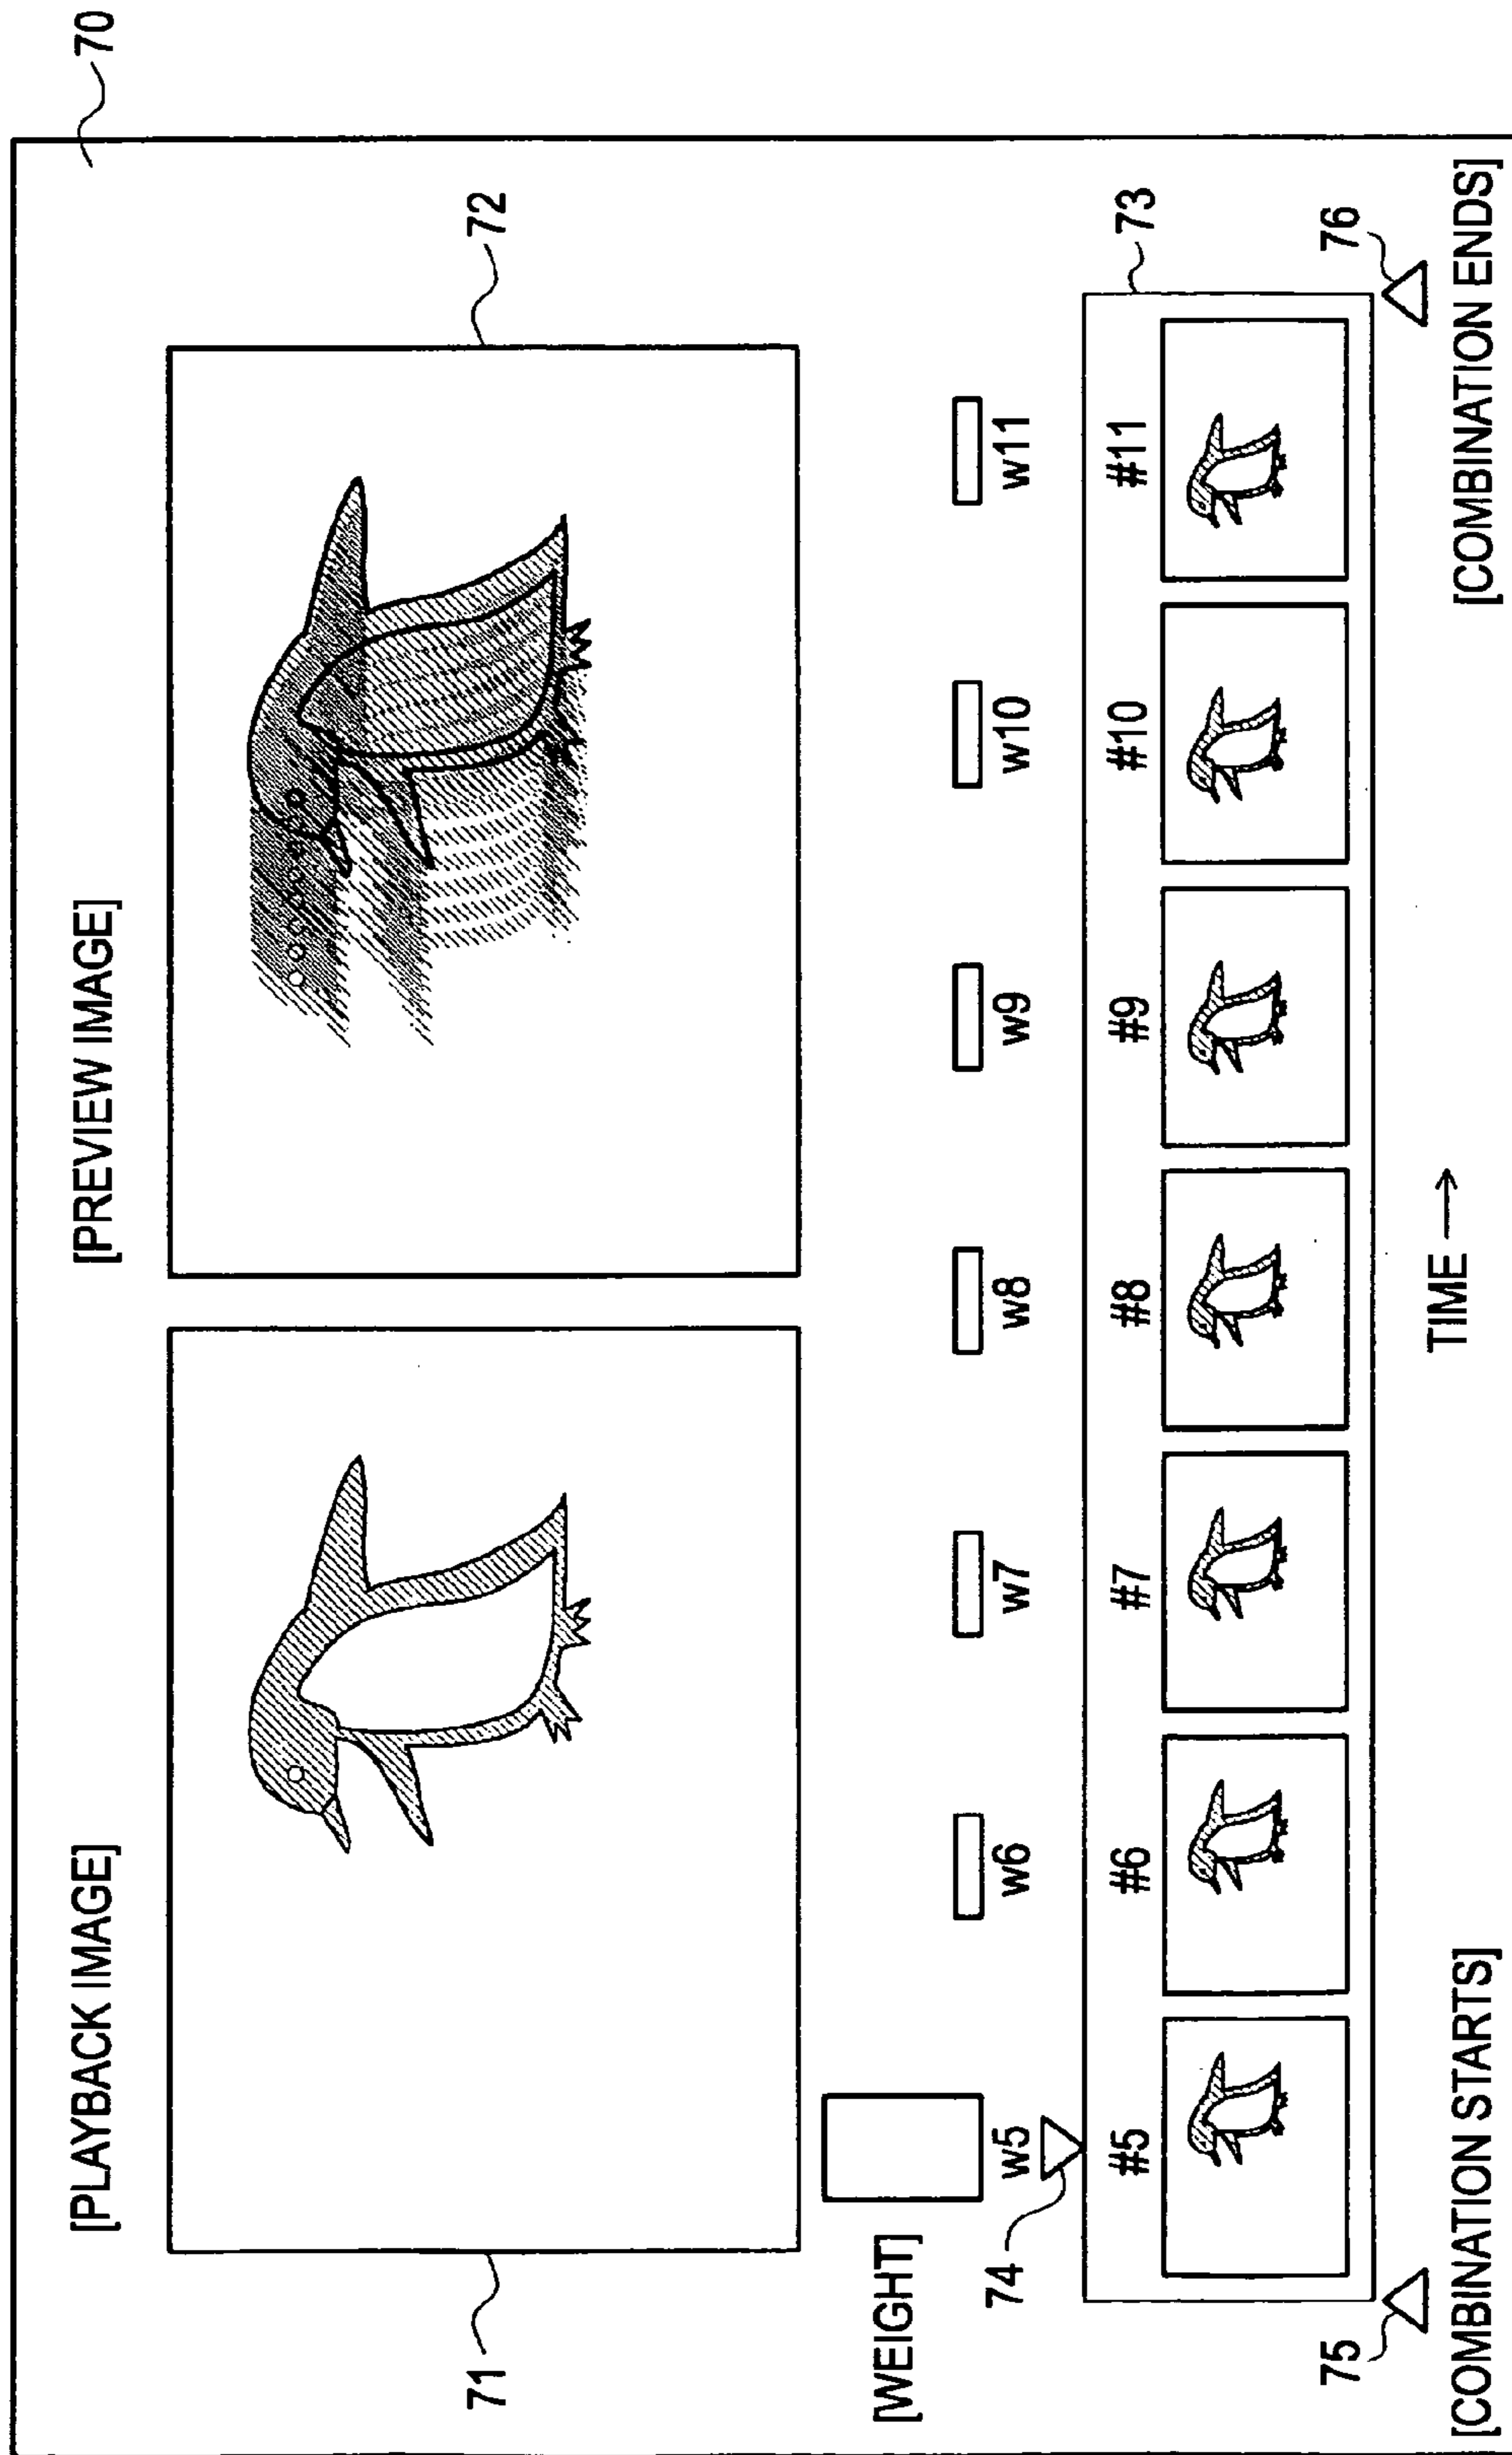 70
[PLAYBACK IMAGE]
[PREVIEW IMAGE]
71
72
[WEIGHT]
w5
w6
w7
w8
w9
w10
w11
74
73
#5
#6
#7
#8
#9
#10
#11
75
76
[COMBINATION STARTS]
TIME →
[COMBINATION ENDS]